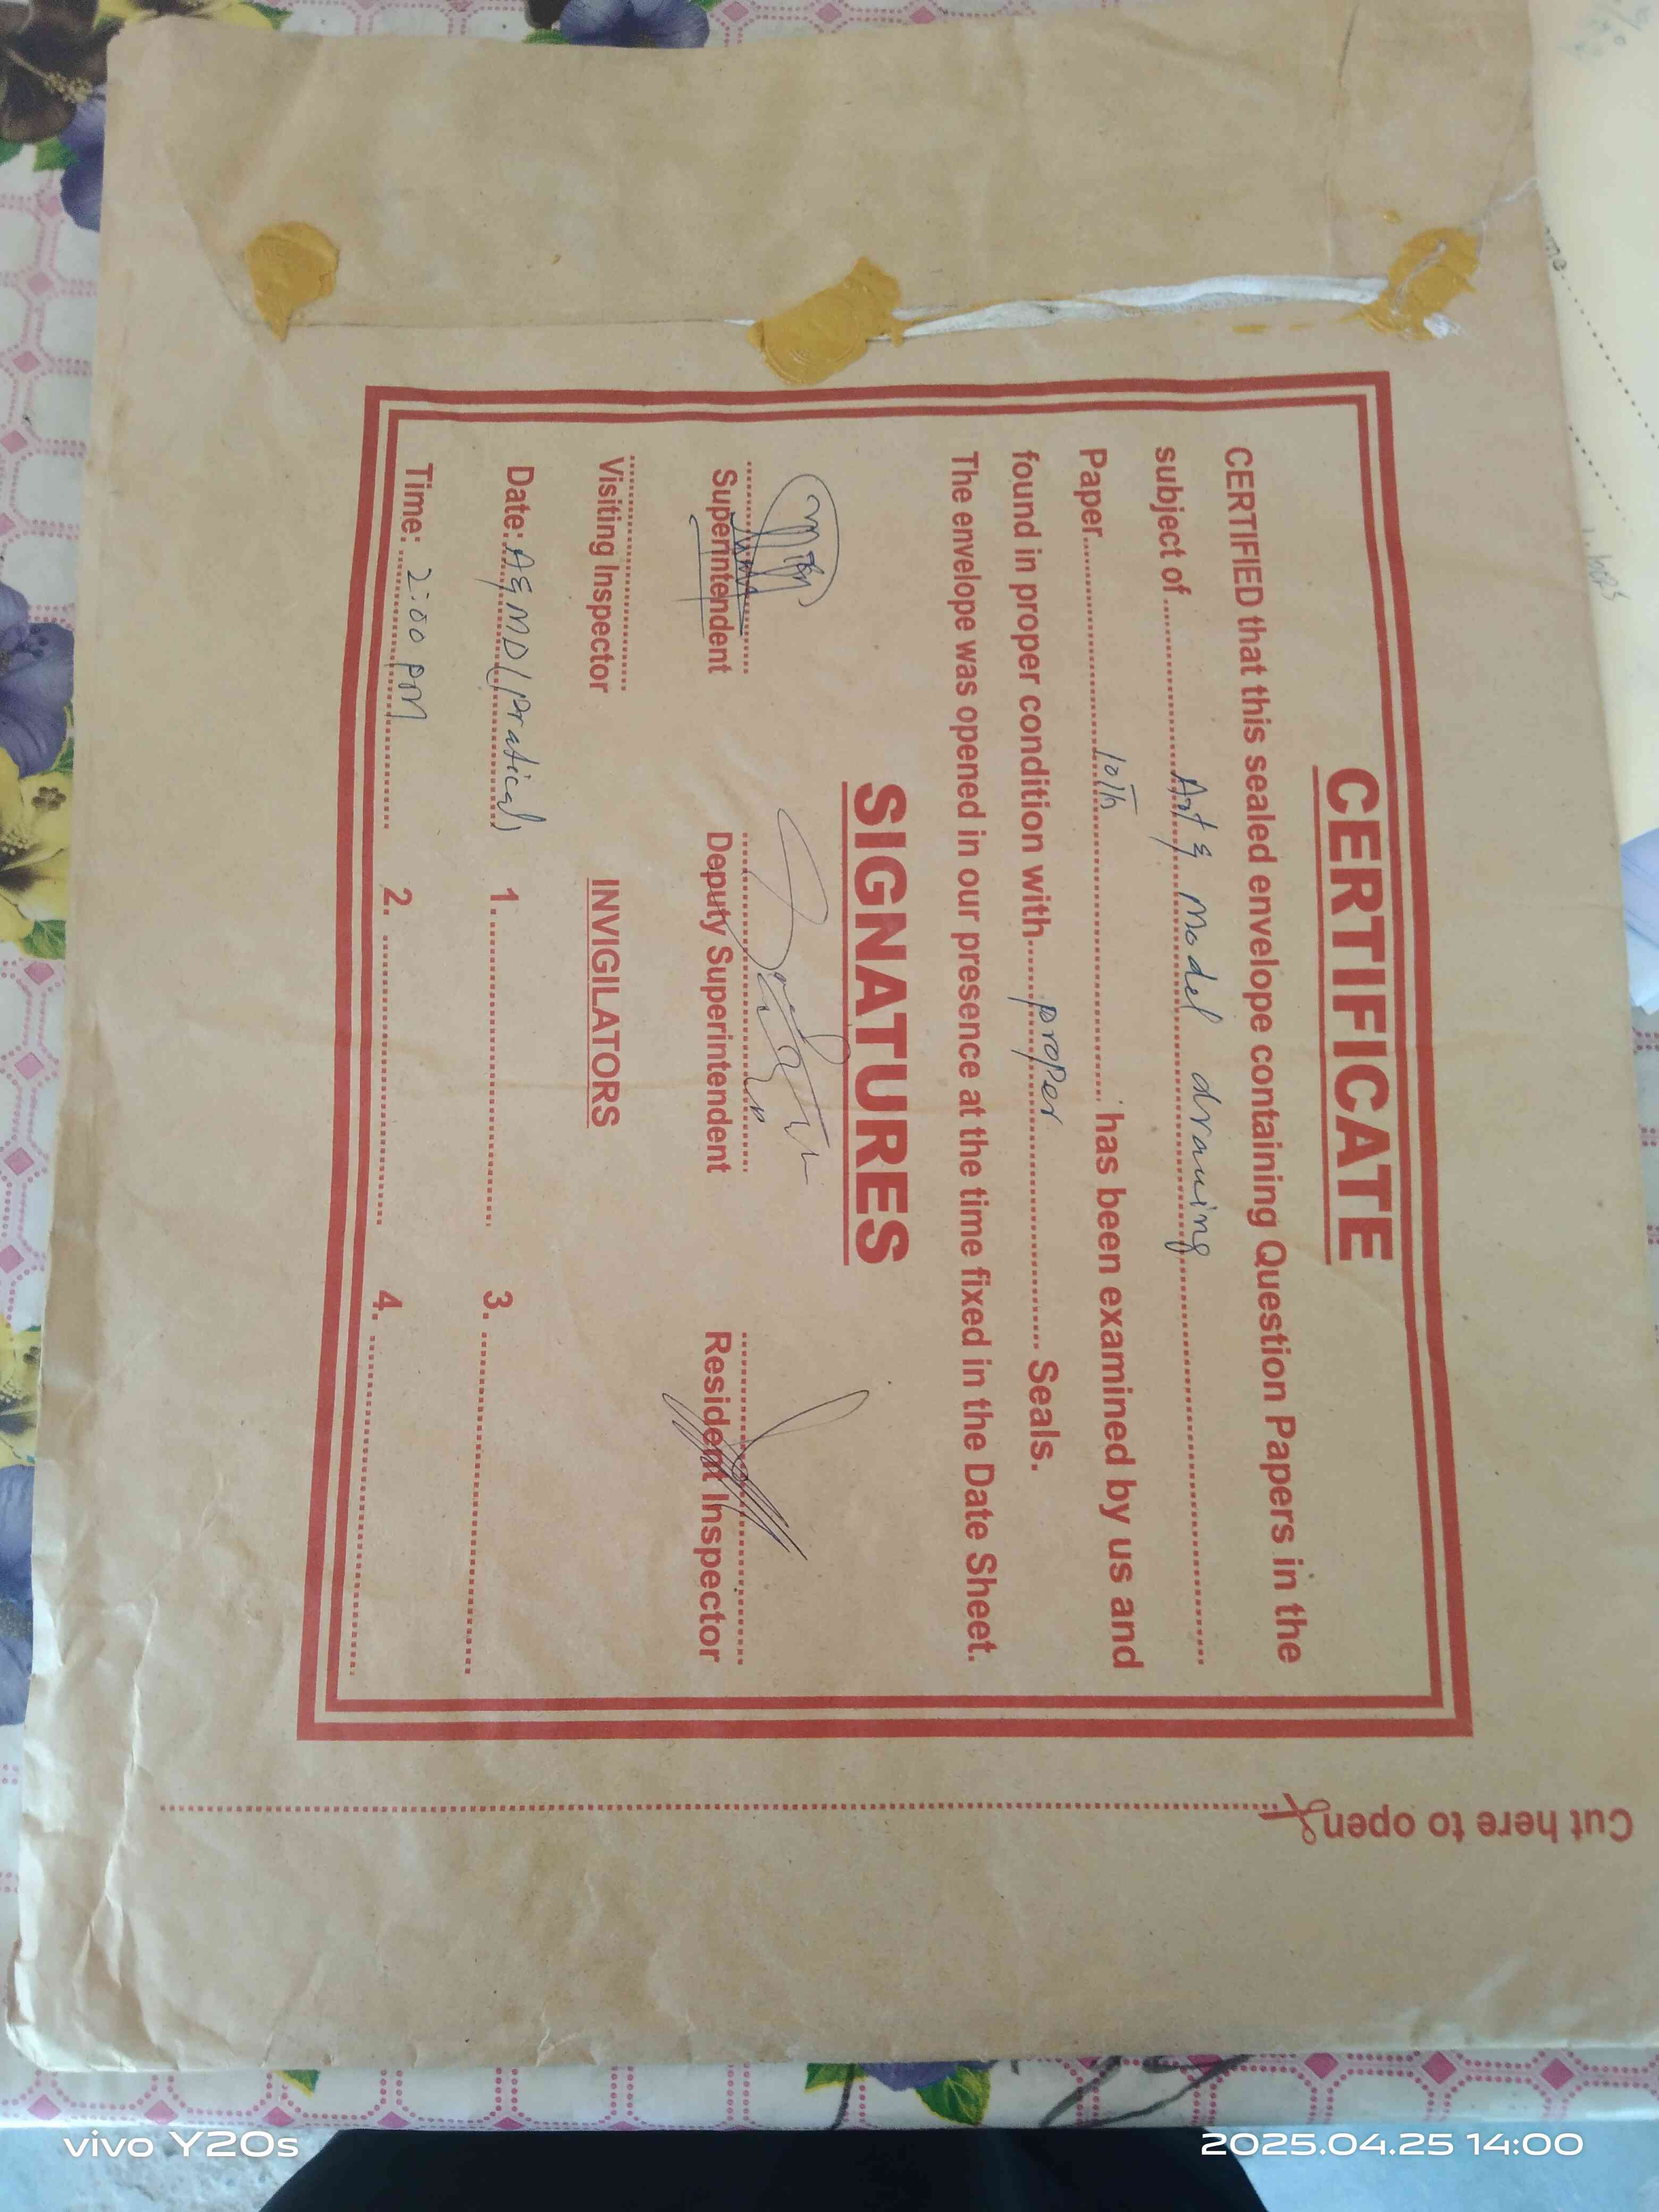 CERTIFICATE
CERTIFIED that this sealed envelope containing Question Papers in the
subject of.......... Art & Model drawing ..........
Paper.......... 10th .......... has been examined by us and
found in proper condition with.......... proper .......... Seals.
The envelope was opened in our presence at the time fixed in the Date Sheet.
SIGNATURES
Superintendent Deputy Superintendent Resident Inspector
Visiting Inspector INVIGILATORS
Date: A&MD (Pratical) 1. .......... 3. ..........
Time: 2:00 PM 2. .......... 4. ..........
Cut here to open
vivo Y20s
2025.04.25 14:00